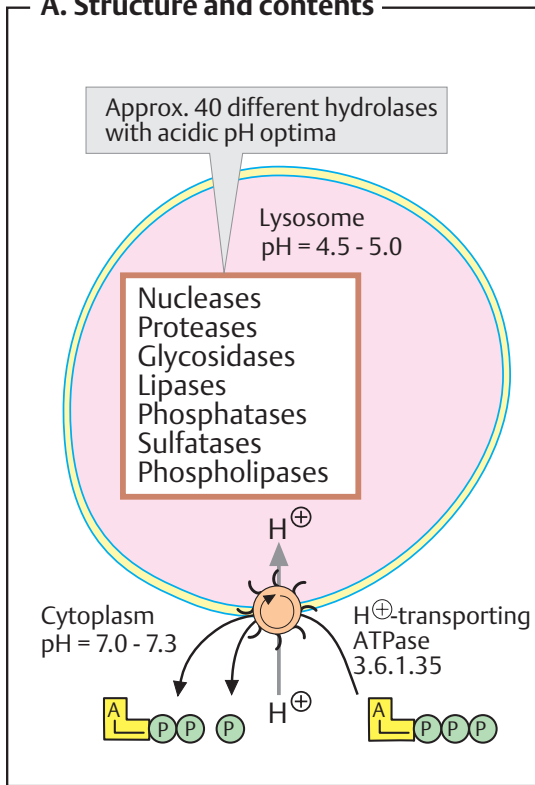 A. Structure and contents
Approx. 40 different hydrolases
with acidic pH optima
Lysosome
pH = 4.5 - 5.0
Nucleases
Proteases
Glycosidases
Lipases
Phosphatases
Sulfatases
Phospholipases
H⊕
Cytoplasm
pH = 7.0 - 7.3
H⊕-transporting
ATPase
3.6.1.35
A P P P H⊕ A P P P